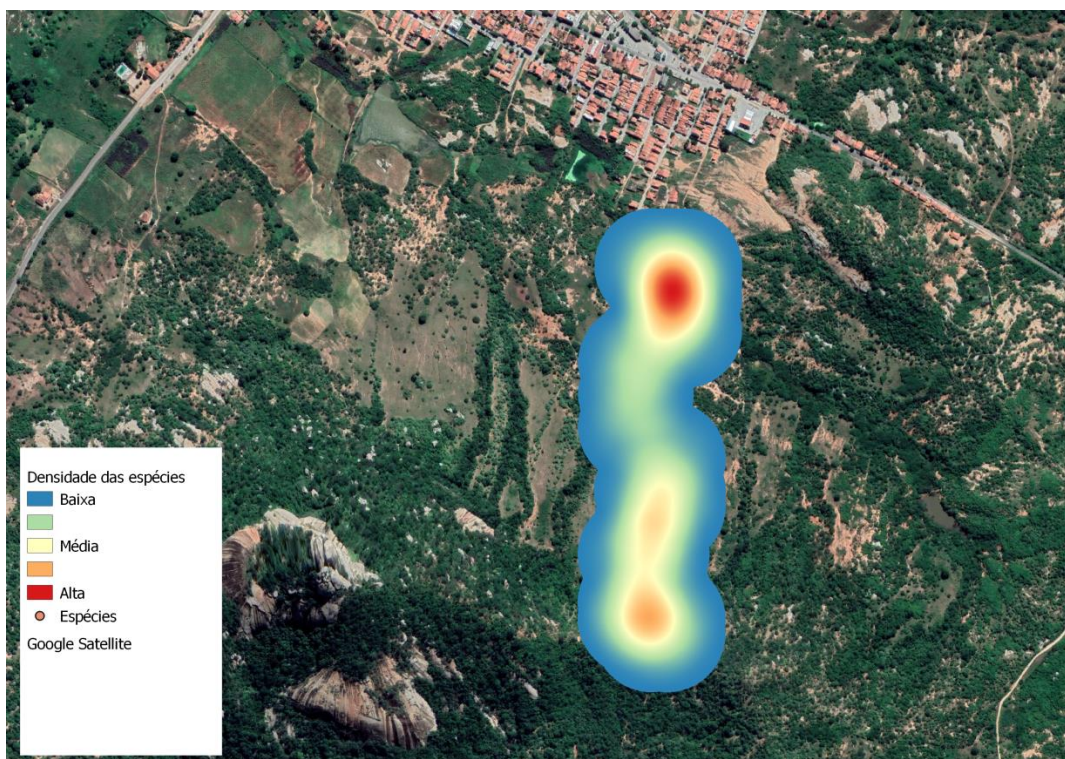 Densidade das espécies
Baixa
Média
Alta
Espécies
Google Satellite